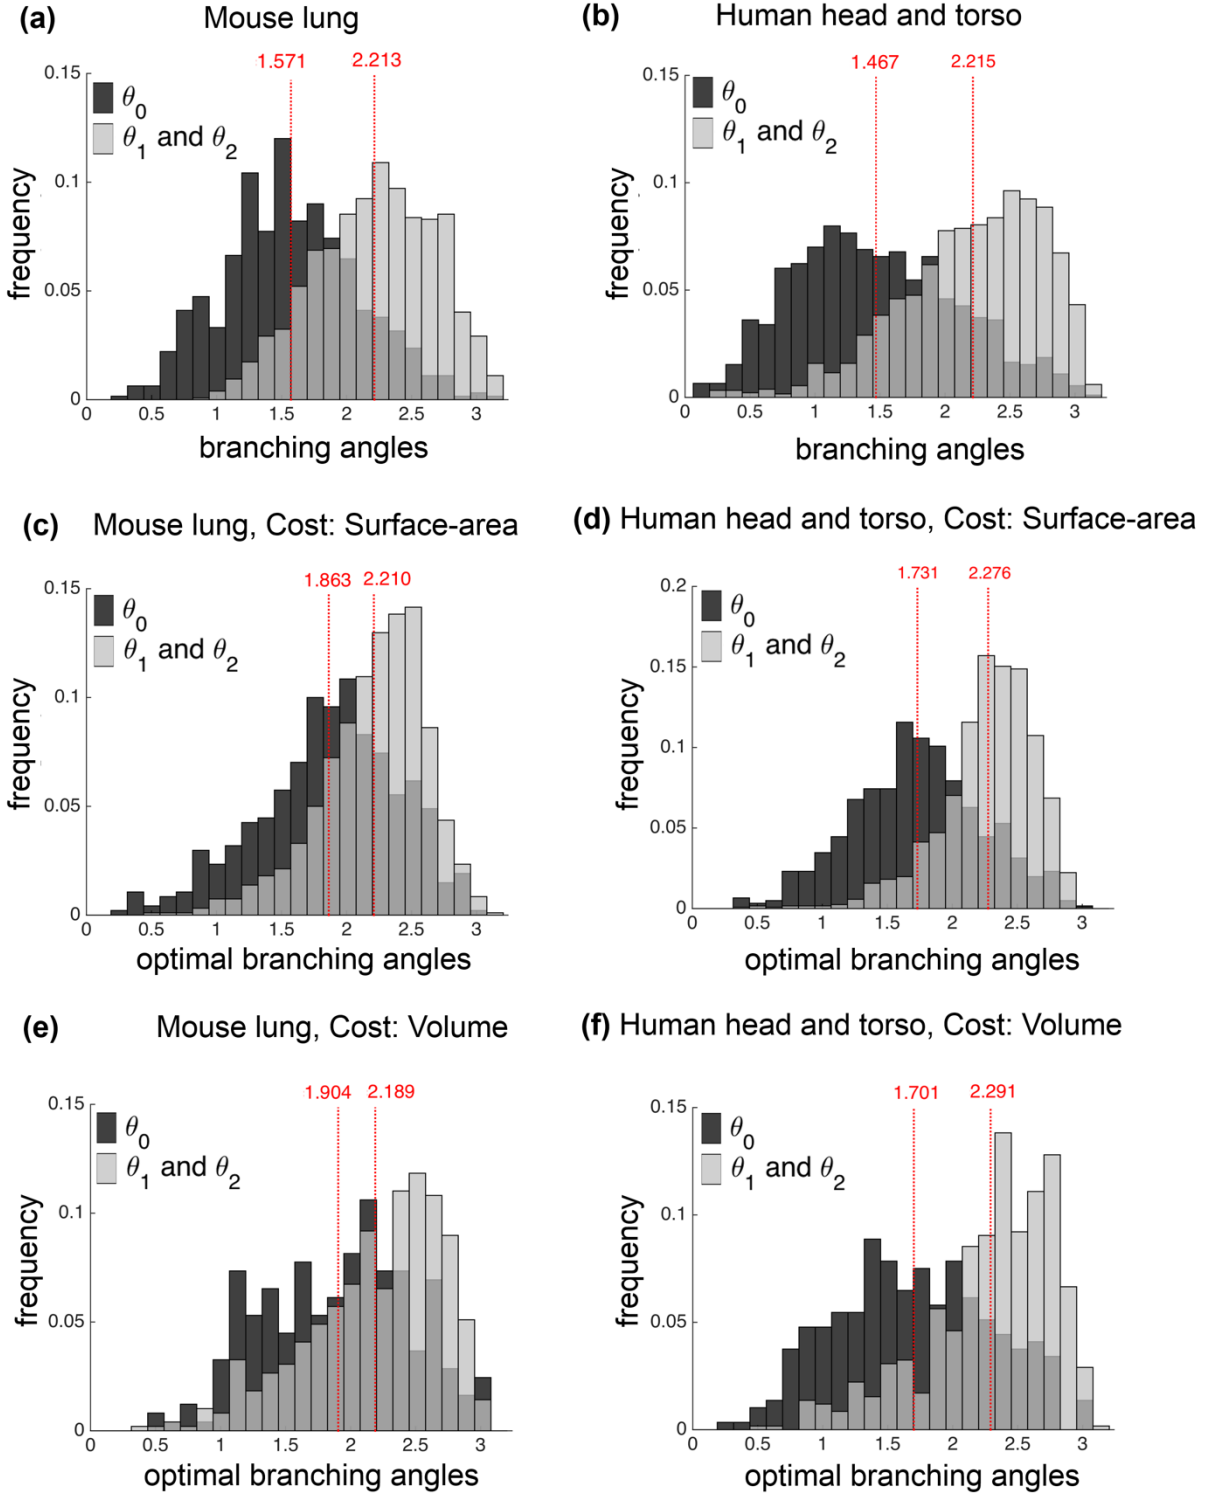 (a) Mouse lung
1.571 2.213
0.15
θ0
θ1 and θ2
0.1
frequency
0.05
0
0 0.5 1 1.5 2 2.5 3
branching angles
(b) Human head and torso
1.467 2.215
0.15
θ0
θ1 and θ2
0.1
frequency
0.05
0
0 0.5 1 1.5 2 2.5 3
branching angles
(c) Mouse lung, Cost: Surface-area
1.863 2.210
0.15
θ0
θ1 and θ2
0.1
frequency
0.05
0
0 0.5 1 1.5 2 2.5 3
optimal branching angles
(d) Human head and torso, Cost: Surface-area
1.731 2.276
0.2
θ0
θ1 and θ2
0.15
frequency
0.1
0.05
0
0 0.5 1 1.5 2 2.5 3
optimal branching angles
(e) Mouse lung, Cost: Volume
1.904 2.189
0.15
θ0
θ1 and θ2
0.1
frequency
0.05
0
0 0.5 1 1.5 2 2.5 3
optimal branching angles
(f) Human head and torso, Cost: Volume
1.701 2.291
0.15
θ0
θ1 and θ2
0.1
frequency
0.05
0
0 0.5 1 1.5 2 2.5 3
optimal branching angles